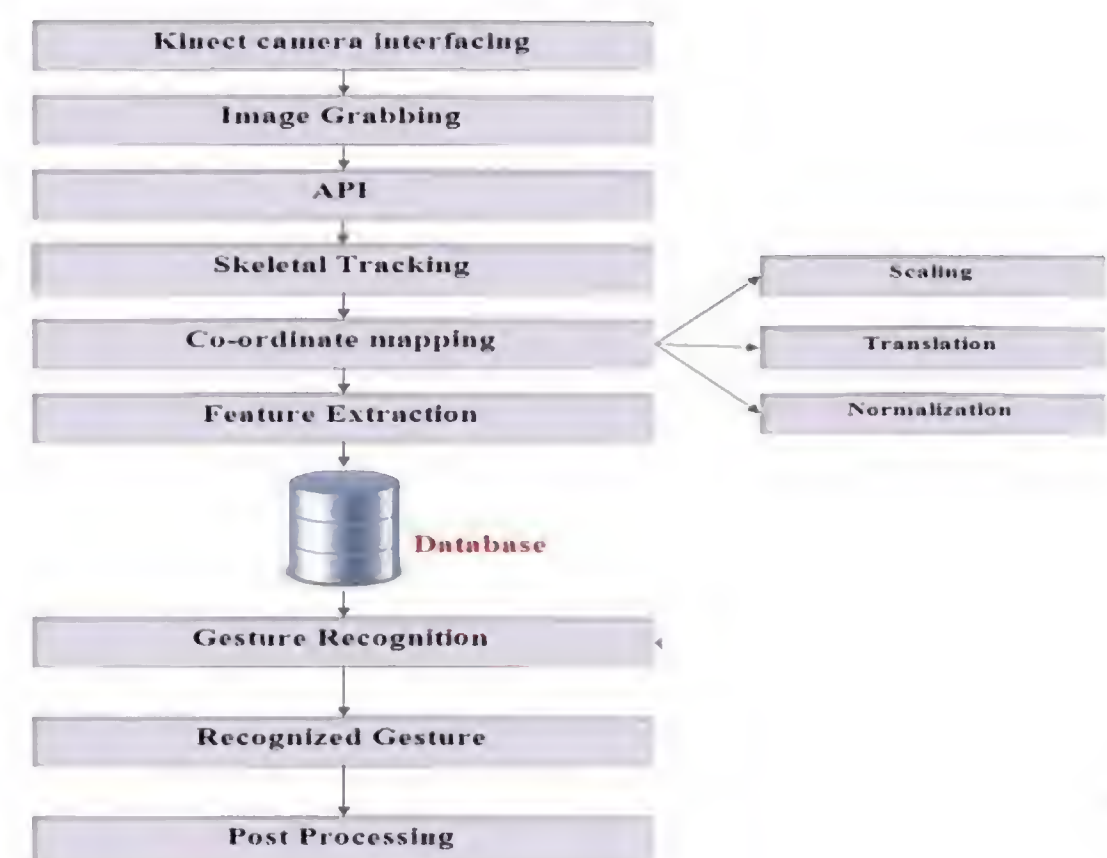 Kinect camera interfacing
Image Grabbing
API
Skeletal Tracking
Co-ordinate mapping
Scaling
Translation
Normalization
Feature Extraction
Database
Gesture Recognition
Recognized Gesture
Post Processing